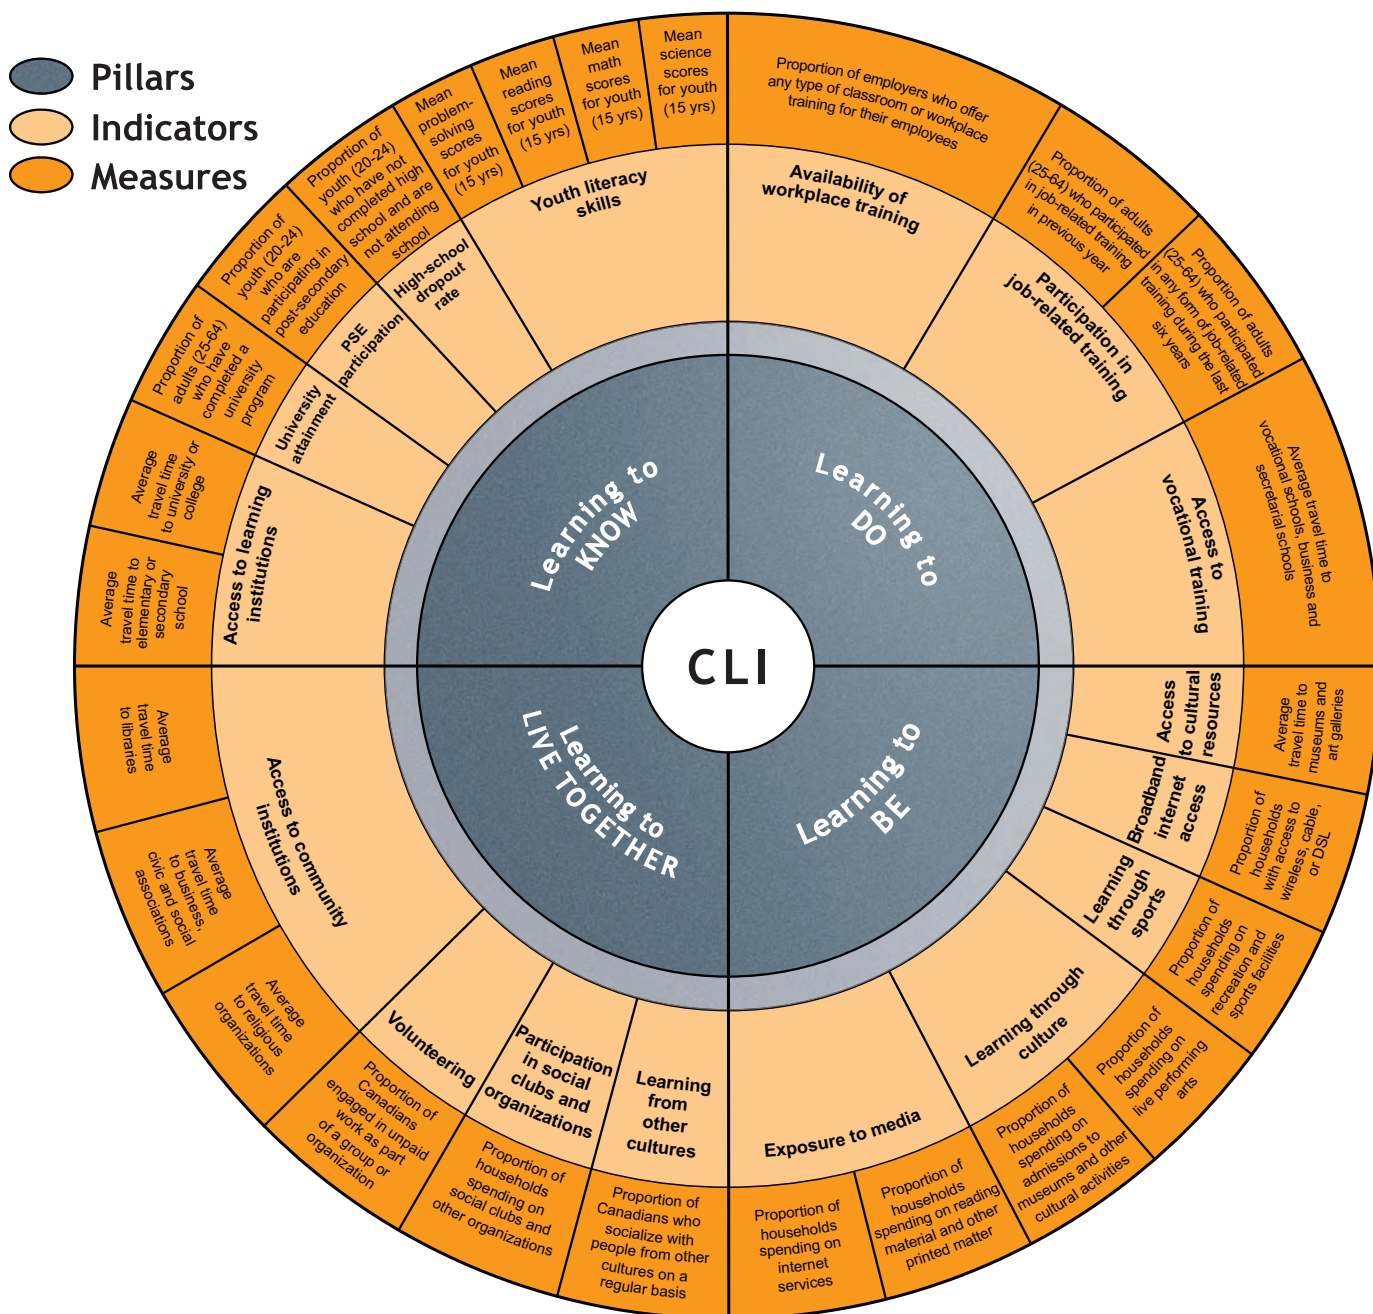 Pillars
Indicators
Measures
Mean
problem-
solving
scores
for youth
(15 yrs)
Mean
reading
scores
for youth
(15 yrs)
Mean
math
scores
for youth
(15 yrs)
Mean
science
scores
for youth
(15 yrs)
Proportion of employers who offer
any type of classroom or workplace
training for their employees
Proportion of adults
(25-64) who participated
in job-related training
in previous year
Proportion of adults
(25-64) who participated
in any form of job-related
training during the last
six years
Average travel time to
vocational schools, business and
secretarial schools
Proportion of
youth (20-24)
who have not
completed high
school and are
not attending
school
Proportion of
youth (20-24)
who are
participating in
post-secondary
education
Proportion of
adults (25-64)
who have
completed a
university
program
Average
travel time
to university or
college
Average
travel time to
elementary or
secondary
school
Youth literacy
skills
High-school
dropout
rate
PSE
participation
University
attainment
Access to learning
institutions
Availability of
workplace training
Participation in
job-related training
Access to
vocational training
Learning to
KNOW
Learning to
DO
CLI
Learning to
LIVE TOGETHER
Learning to
BE
Access
to cultural
resources
Broadband
internet
access
Learning
through
sports
Learning through
culture
Exposure to media
Access to community
institutions
Volunteering
Participation
in social
clubs and
organizations
Learning
from
other
cultures
Average
travel time to
museums and
art galleries
Proportion of
households
with access to
wireless, cable,
or DSL
Proportion of
households
spending on
recreation and
sports facilities
Proportion of
households
spending on
live performing
arts
Proportion of
households
spending on
admissions to
museums and other
cultural activities
Proportion of
households
spending on reading
material and other
printed matter
Proportion of
households
spending on
internet
services
Average
travel time
to libraries
Average
travel time
to business,
civic and social
associations
Average
travel time
to religious
organizations
Proportion of
Canadians
engaged in unpaid
work as part
of a group or
organization
Proportion of
households
spending on
social clubs and
other organizations
Proportion of
Canadians who
socialize with
people from other
cultures on a
regular basis